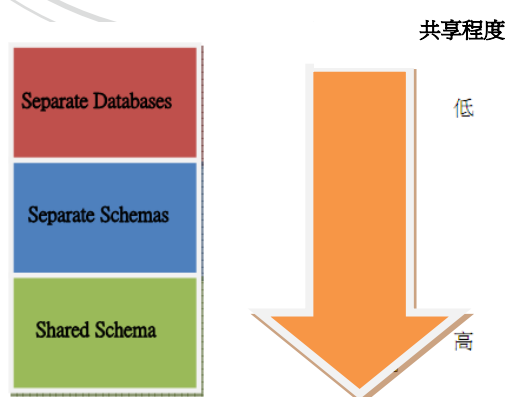 共享程度
Separate Databases
低
Separate Schemas
Shared Schema
高